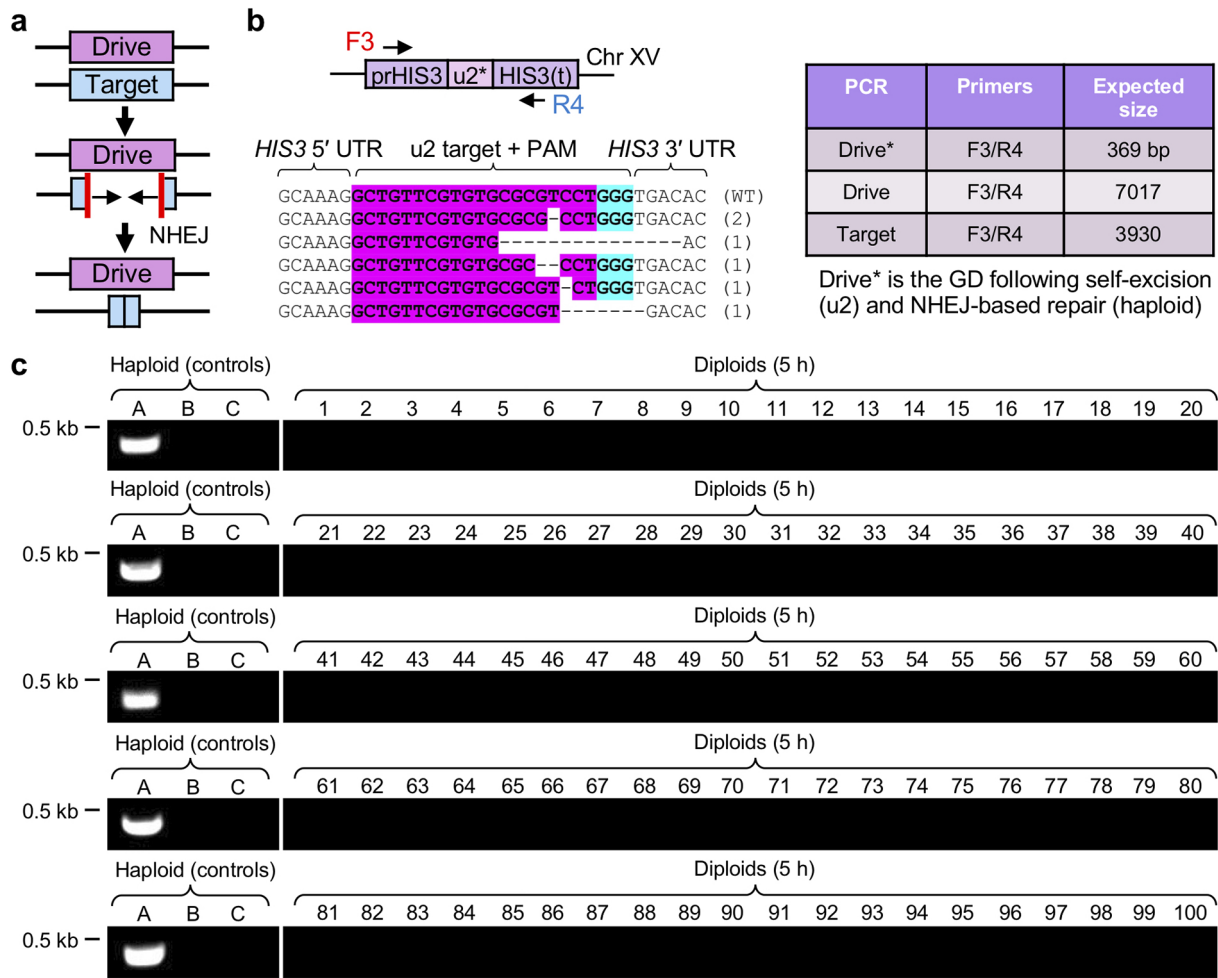 a
Drive
Target
Drive
NHEJ
Drive
b
F3
Chr XV
prHIS3 u2* HIS3(t)
R4
HIS3 5′ UTR u2 target + PAM HIS3 3′ UTR
GCAAAGGCTGTTCGTGTGCGCGTCCTGGGTGACAC (WT)
GCAAAGGCTGTTCGTGTGCGCG-CCTGGGTGACAC (2)
GCAAAGGCTGTTCGTGTG---------------AC (1)
GCAAAGGCTGTTCGTGTGCGC--CCTGGGTGACAC (1)
GCAAAGGCTGTTCGTGTGCGCGT-CTGGGTGACAC (1)
GCAAAGGCTGTTCGTGTGCGCGT-------GACAC (1)
PCR Primers Expected size
Drive* F3/R4 369 bp
Drive F3/R4 7017
Target F3/R4 3930
Drive* is the GD following self-excision
(u2) and NHEJ-based repair (haploid)
c
Haploid (controls) Diploids (5 h)
A B C 1 2 3 4 5 6 7 8 9 10 11 12 13 14 15 16 17 18 19 20
0.5 kb
Haploid (controls) Diploids (5 h)
A B C 21 22 23 24 25 26 27 28 29 30 31 32 33 34 35 36 37 38 39 40
0.5 kb
Haploid (controls) Diploids (5 h)
A B C 41 42 43 44 45 46 47 48 49 50 51 52 53 54 55 56 57 58 59 60
0.5 kb
Haploid (controls) Diploids (5 h)
A B C 61 62 63 64 65 66 67 68 69 70 71 72 73 74 75 76 77 78 79 80
0.5 kb
Haploid (controls) Diploids (5 h)
A B C 81 82 83 84 85 86 87 88 89 90 91 92 93 94 95 96 97 98 99 100
0.5 kb